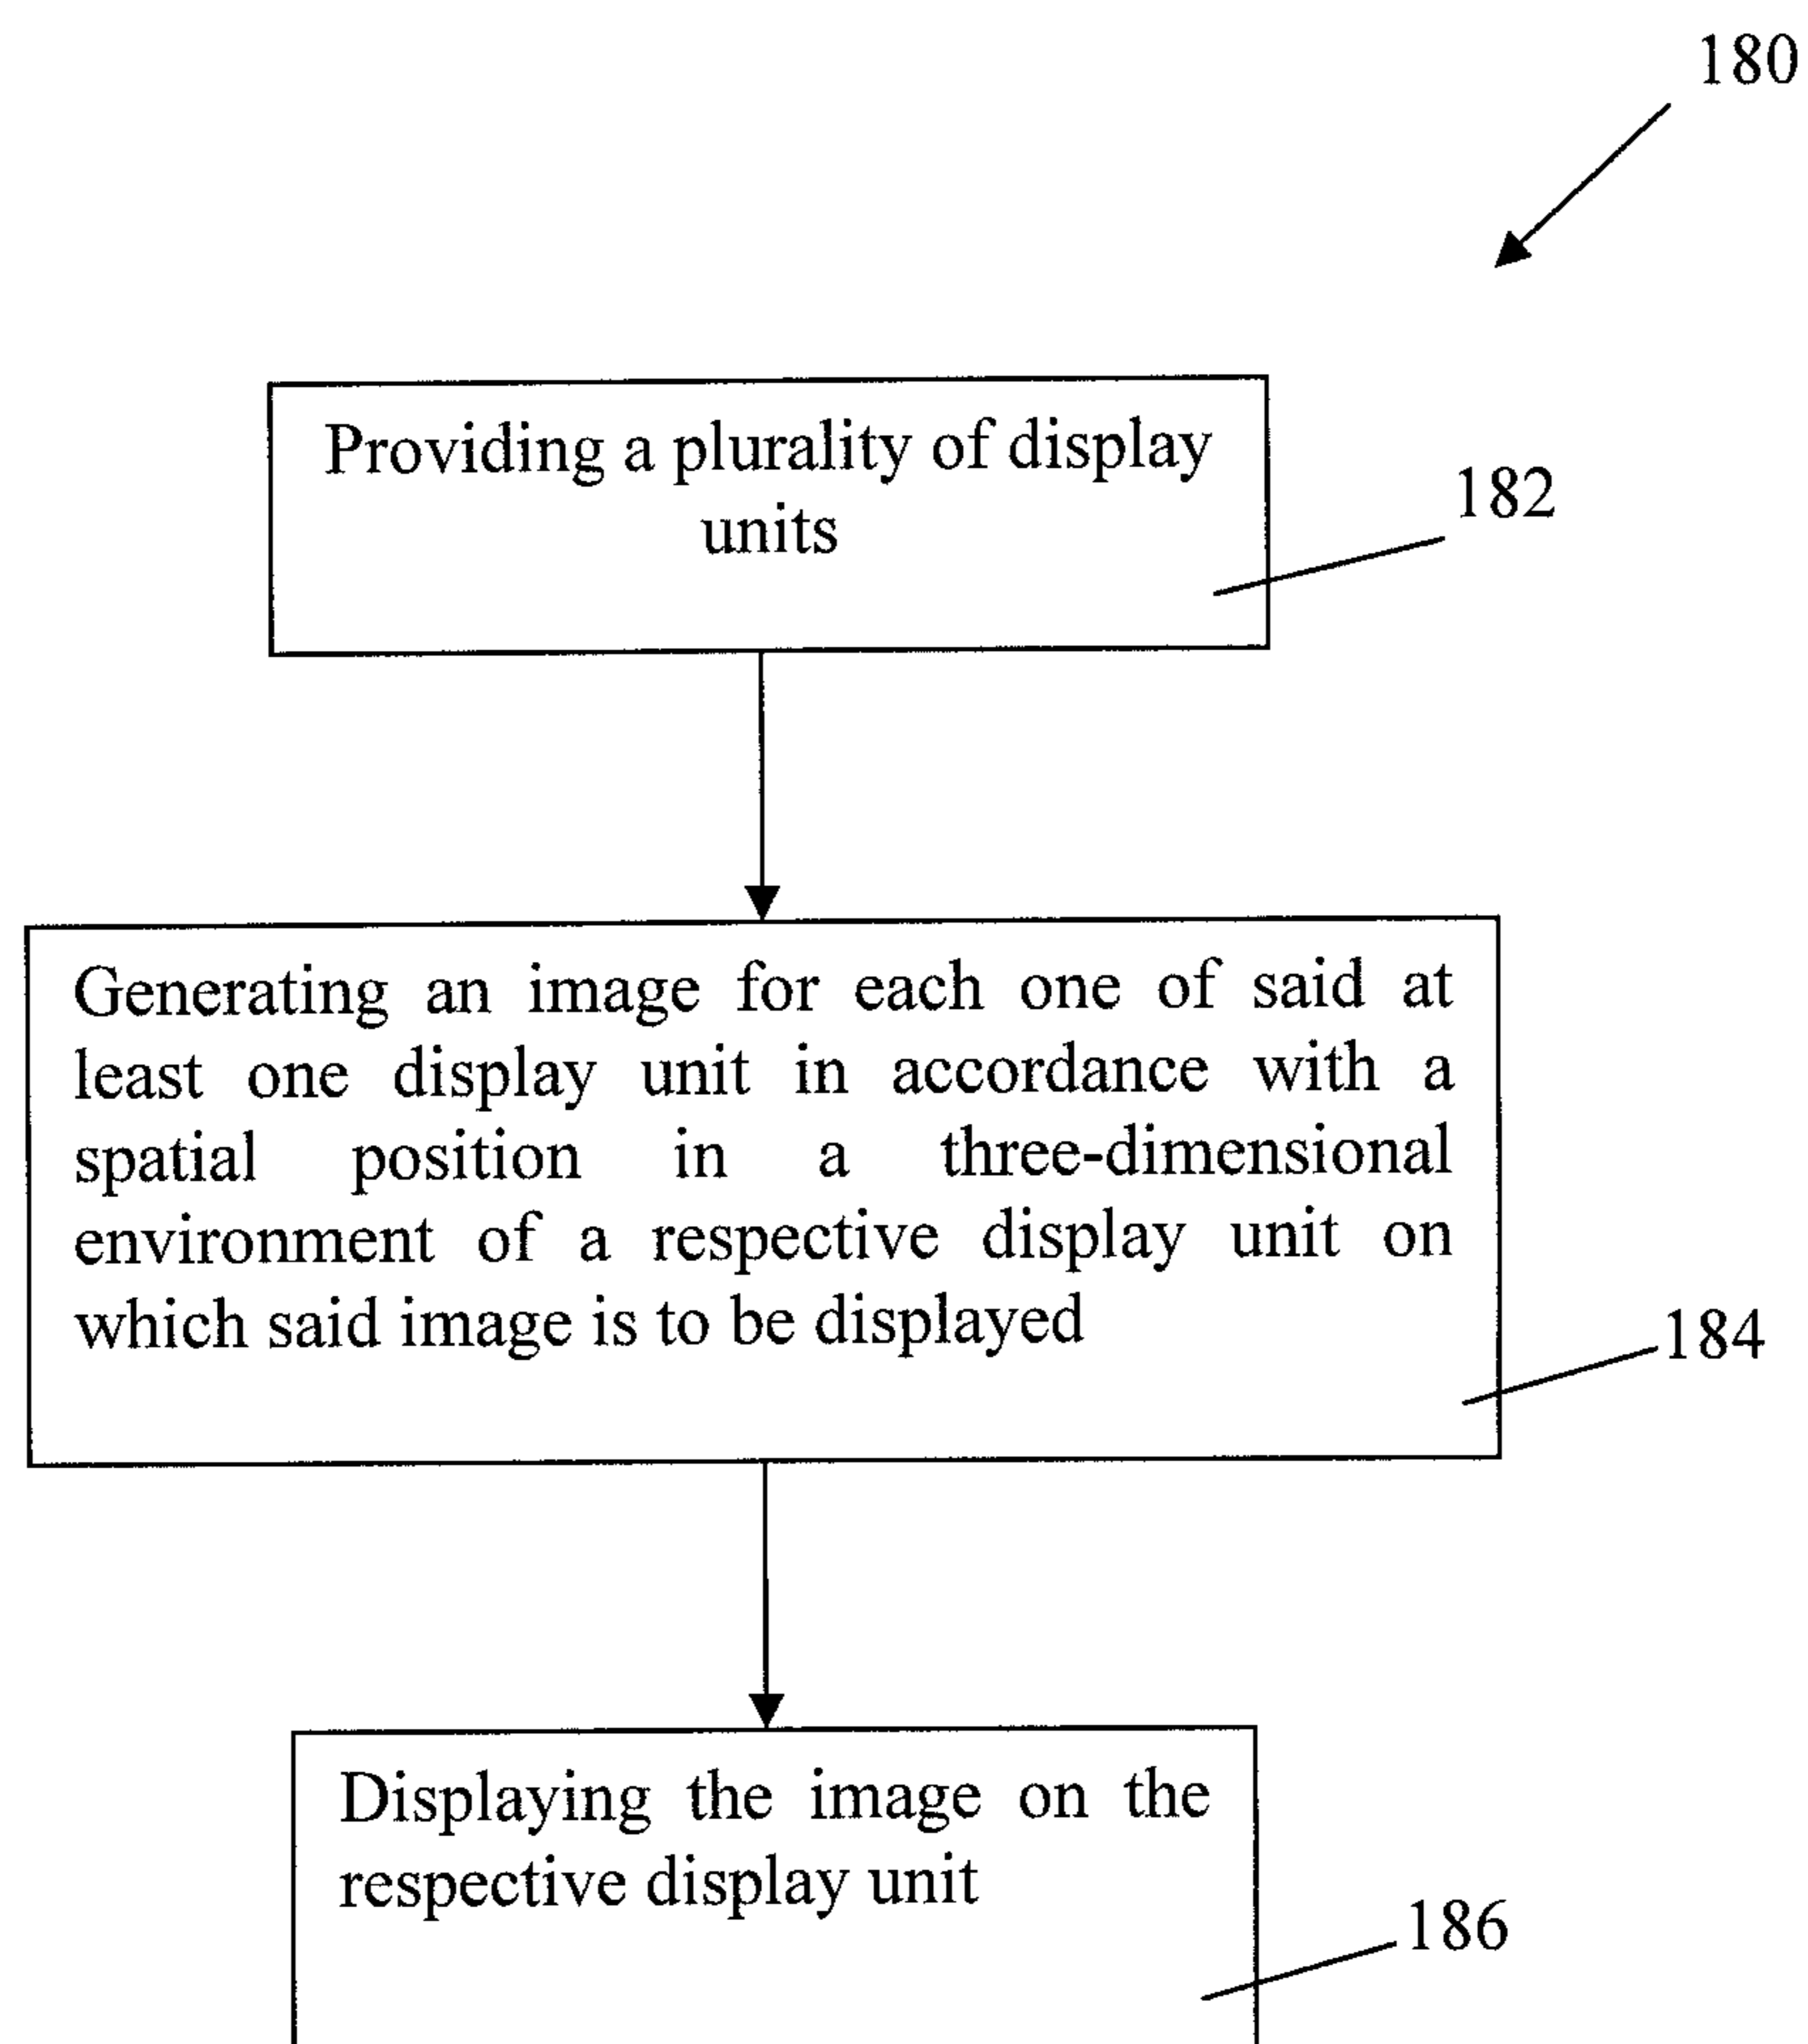 180
Providing a plurality of display
units
182
Generating an image for each one of said at
least one display unit in accordance with a
spatial position in a three-dimensional
environment of a respective display unit on
which said image is to be displayed
184
Displaying the image on the
respective display unit
186